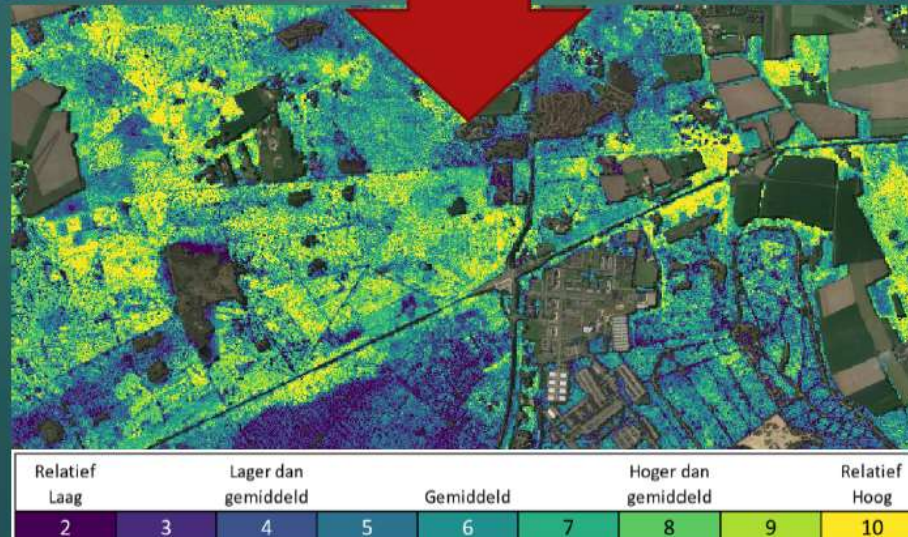 Relatief Lager dan Hoger dan Relatief
Laag gemiddeld Gemiddeld gemiddeld Hoog
2 3 4 5 6 7 8 9 10